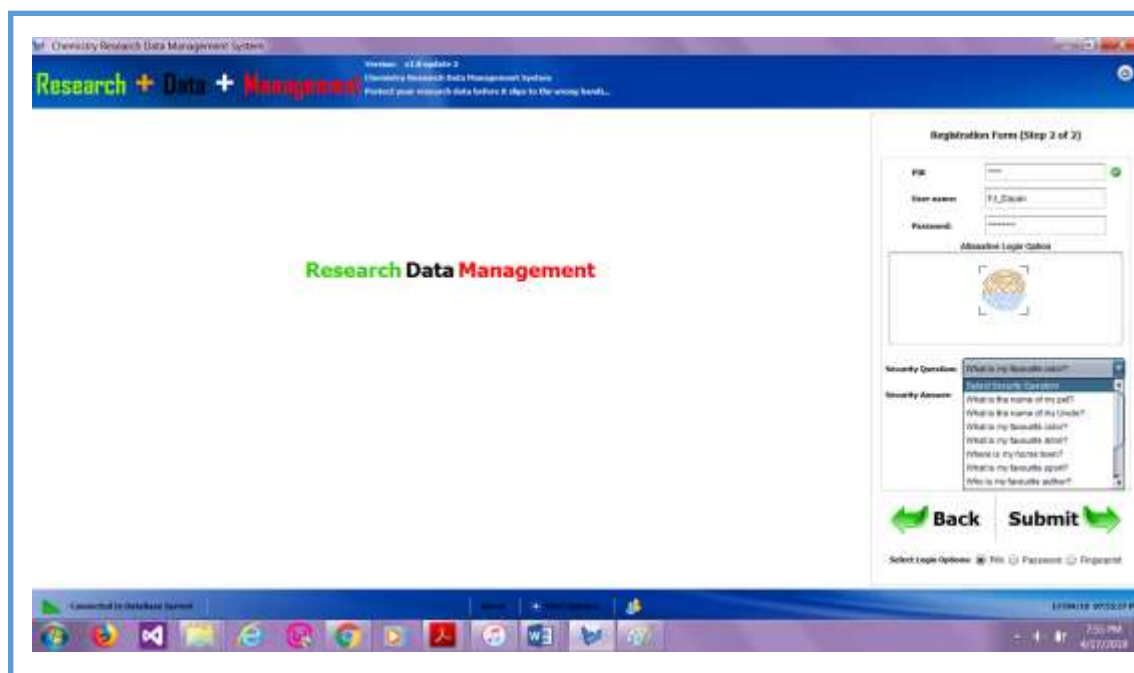 Chemistry Research Data Management System
Version: v1.0 update 2
Research + Data + Management
Chemistry Research Data Management System
Protect your research data before it slips to the wrong hands...
Registration Form (Step 2 of 2)
PIN
User name:
Password:
Alternative Login Option
Research Data Management
Security Question: What is my favourite color?
Select Security Question
Security Answer:
What is the name of my pet?
What is the name of my Uncle?
What is my favourite color?
What is my favourite drink?
Where is my home town?
What is my favourite sport?
Who is my favourite author?
Back Submit
Select Login Options: PIN Password Fingerprint
Connected to Database Server
7:55 PM
4/17/2018